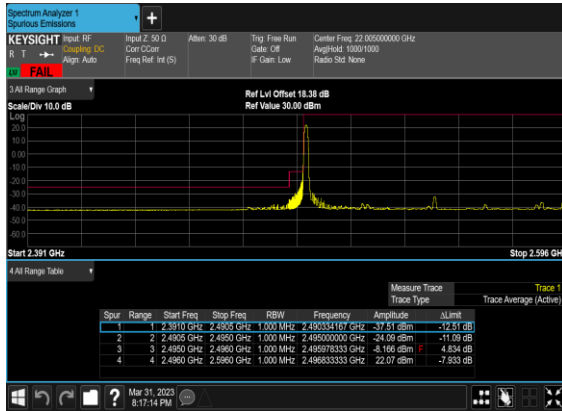 Spectrum Analyzer 1
Spurious Emissions
KEYSIGHT
R T
LV FAIL
Input: RF
Coupling: DC
Align: Auto
Input Z: 50 Ω
Corr CCorr
Freq Ref: Int (S)
Atten: 30 dB
Trig: Free Run
Gate: Off
IF Gain: Low
Center Freq: 22.005000000 GHz
Avg|Hold: 1000/1000
Radio Std: None
3 All Range Graph
Scale/Div 10.0 dB
Ref Lvl Offset 18.38 dB
Ref Value 30.00 dBm
Log
20.0
10.0
0.00
-10.0
-20.0
-30.0
-40.0
-50.0
-60.0
Start 2.391 GHz
Stop 2.596 GH
4 All Range Table
Measure Trace Trace 1
Trace Type Trace Average (Active)
Spur Range Start Freq Stop Freq RBW Frequency Amplitude ΔLimit
1 1 2.3910 GHz 2.4905 GHz 1.000 MHz 2.490334167 GHz -37.51 dBm -12.51 dB
2 2 2.4905 GHz 2.4950 GHz 1.000 MHz 2.495000000 GHz -24.09 dBm -11.09 dB
3 3 2.4950 GHz 2.4960 GHz 1.000 MHz 2.495978333 GHz -8.166 dBm F 4.834 dB
4 4 2.4960 GHz 2.5960 GHz 1.000 MHz 2.496833333 GHz 22.07 dBm -7.933 dB
Mar 31, 2023
8:17:14 PM